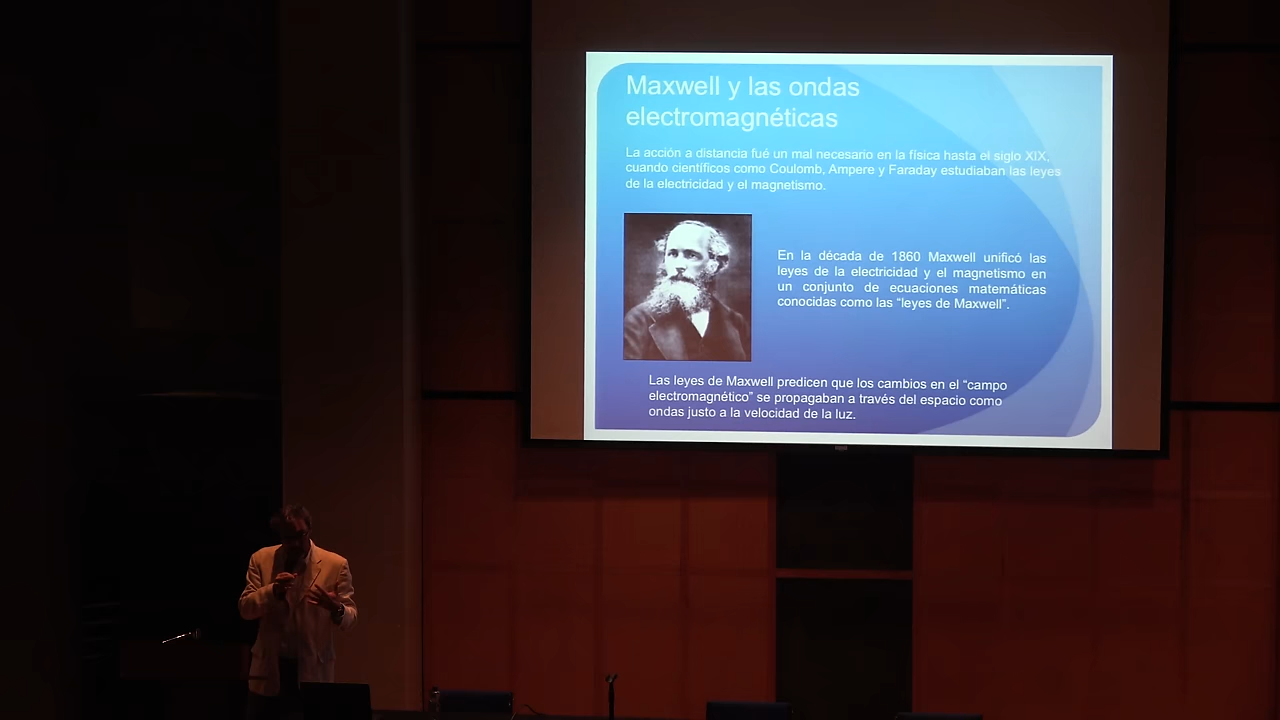 Maxwell y las ondas
electromagnéticas
La acción a distancia fué un mal necesario en la física hasta el siglo XIX,
cuando científicos como Coulomb, Ampere y Faraday estudiaban las leyes
de la electricidad y el magnetismo.
En la década de 1860 Maxwell unificó las
leyes de la electricidad y el magnetismo en
un conjunto de ecuaciones matemáticas
conocidas como las “leyes de Maxwell”.
Las leyes de Maxwell predicen que los cambios en el “campo
electromagnético” se propagaban a través del espacio como
ondas justo a la velocidad de la luz.